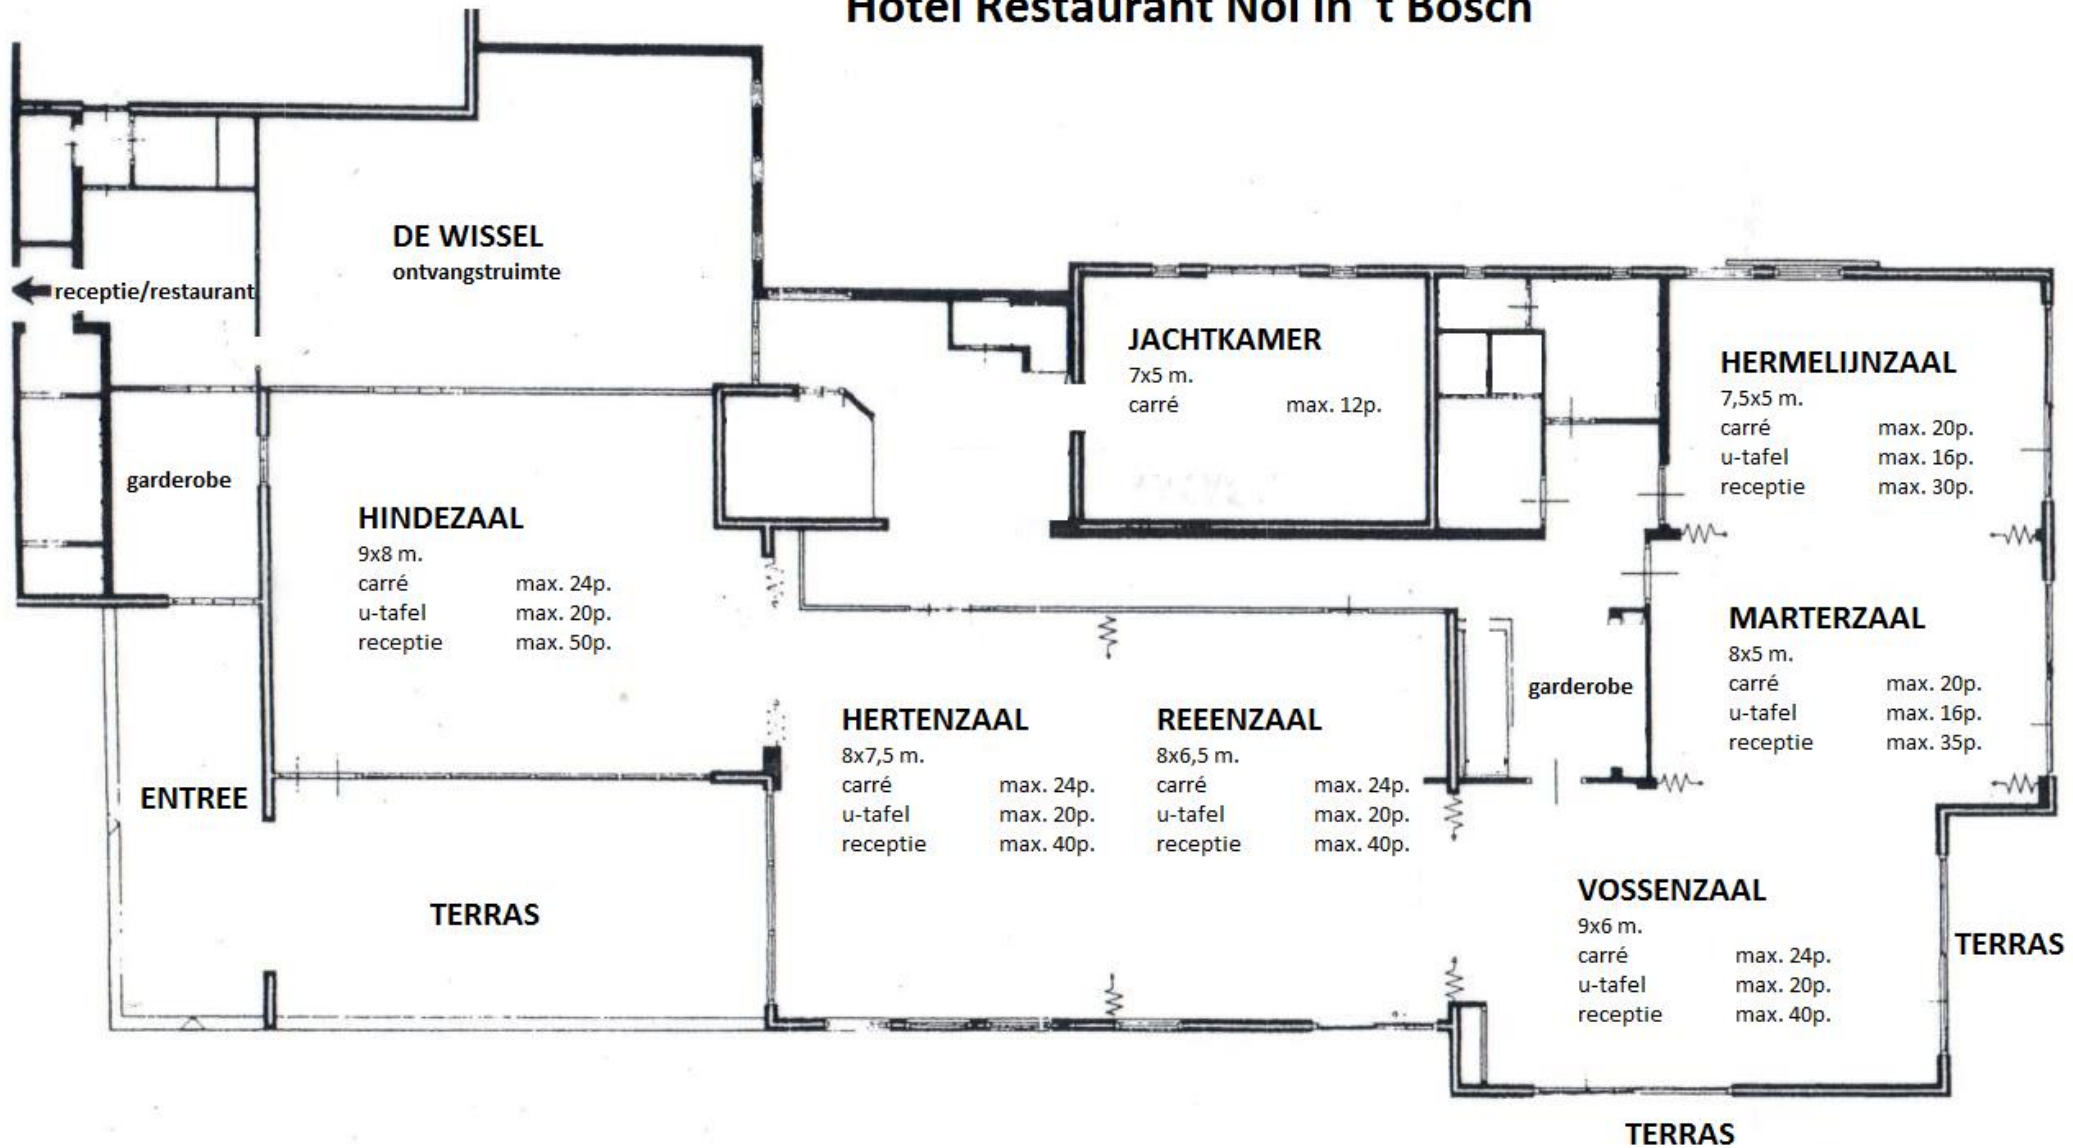 Hotel Restaurant Nol in 't Bosch
DE WISSEL
ontvangstruimte
receptie/restaurant
JACHTKAMER
7x5 m.
carré max. 12p.
HERMELIJNZAAL
7,5x5 m.
carré max. 20p.
u-tafel max. 16p.
receptie max. 30p.
garderobe
HINDEZAAL
9x8 m.
carré max. 24p.
u-tafel max. 20p.
receptie max. 50p.
MARTERZAAL
8x5 m.
carré max. 20p.
u-tafel max. 16p.
receptie max. 35p.
garderobe
HERTENZAAL
8x7,5 m.
carré max. 24p.
u-tafel max. 20p.
receptie max. 40p.
REEENZAAL
8x6,5 m.
carré max. 24p.
u-tafel max. 20p.
receptie max. 40p.
ENTREE
TERRAS
VOSSENZAAL
9x6 m.
carré max. 24p.
u-tafel max. 20p.
receptie max. 40p.
TERRAS
TERRAS